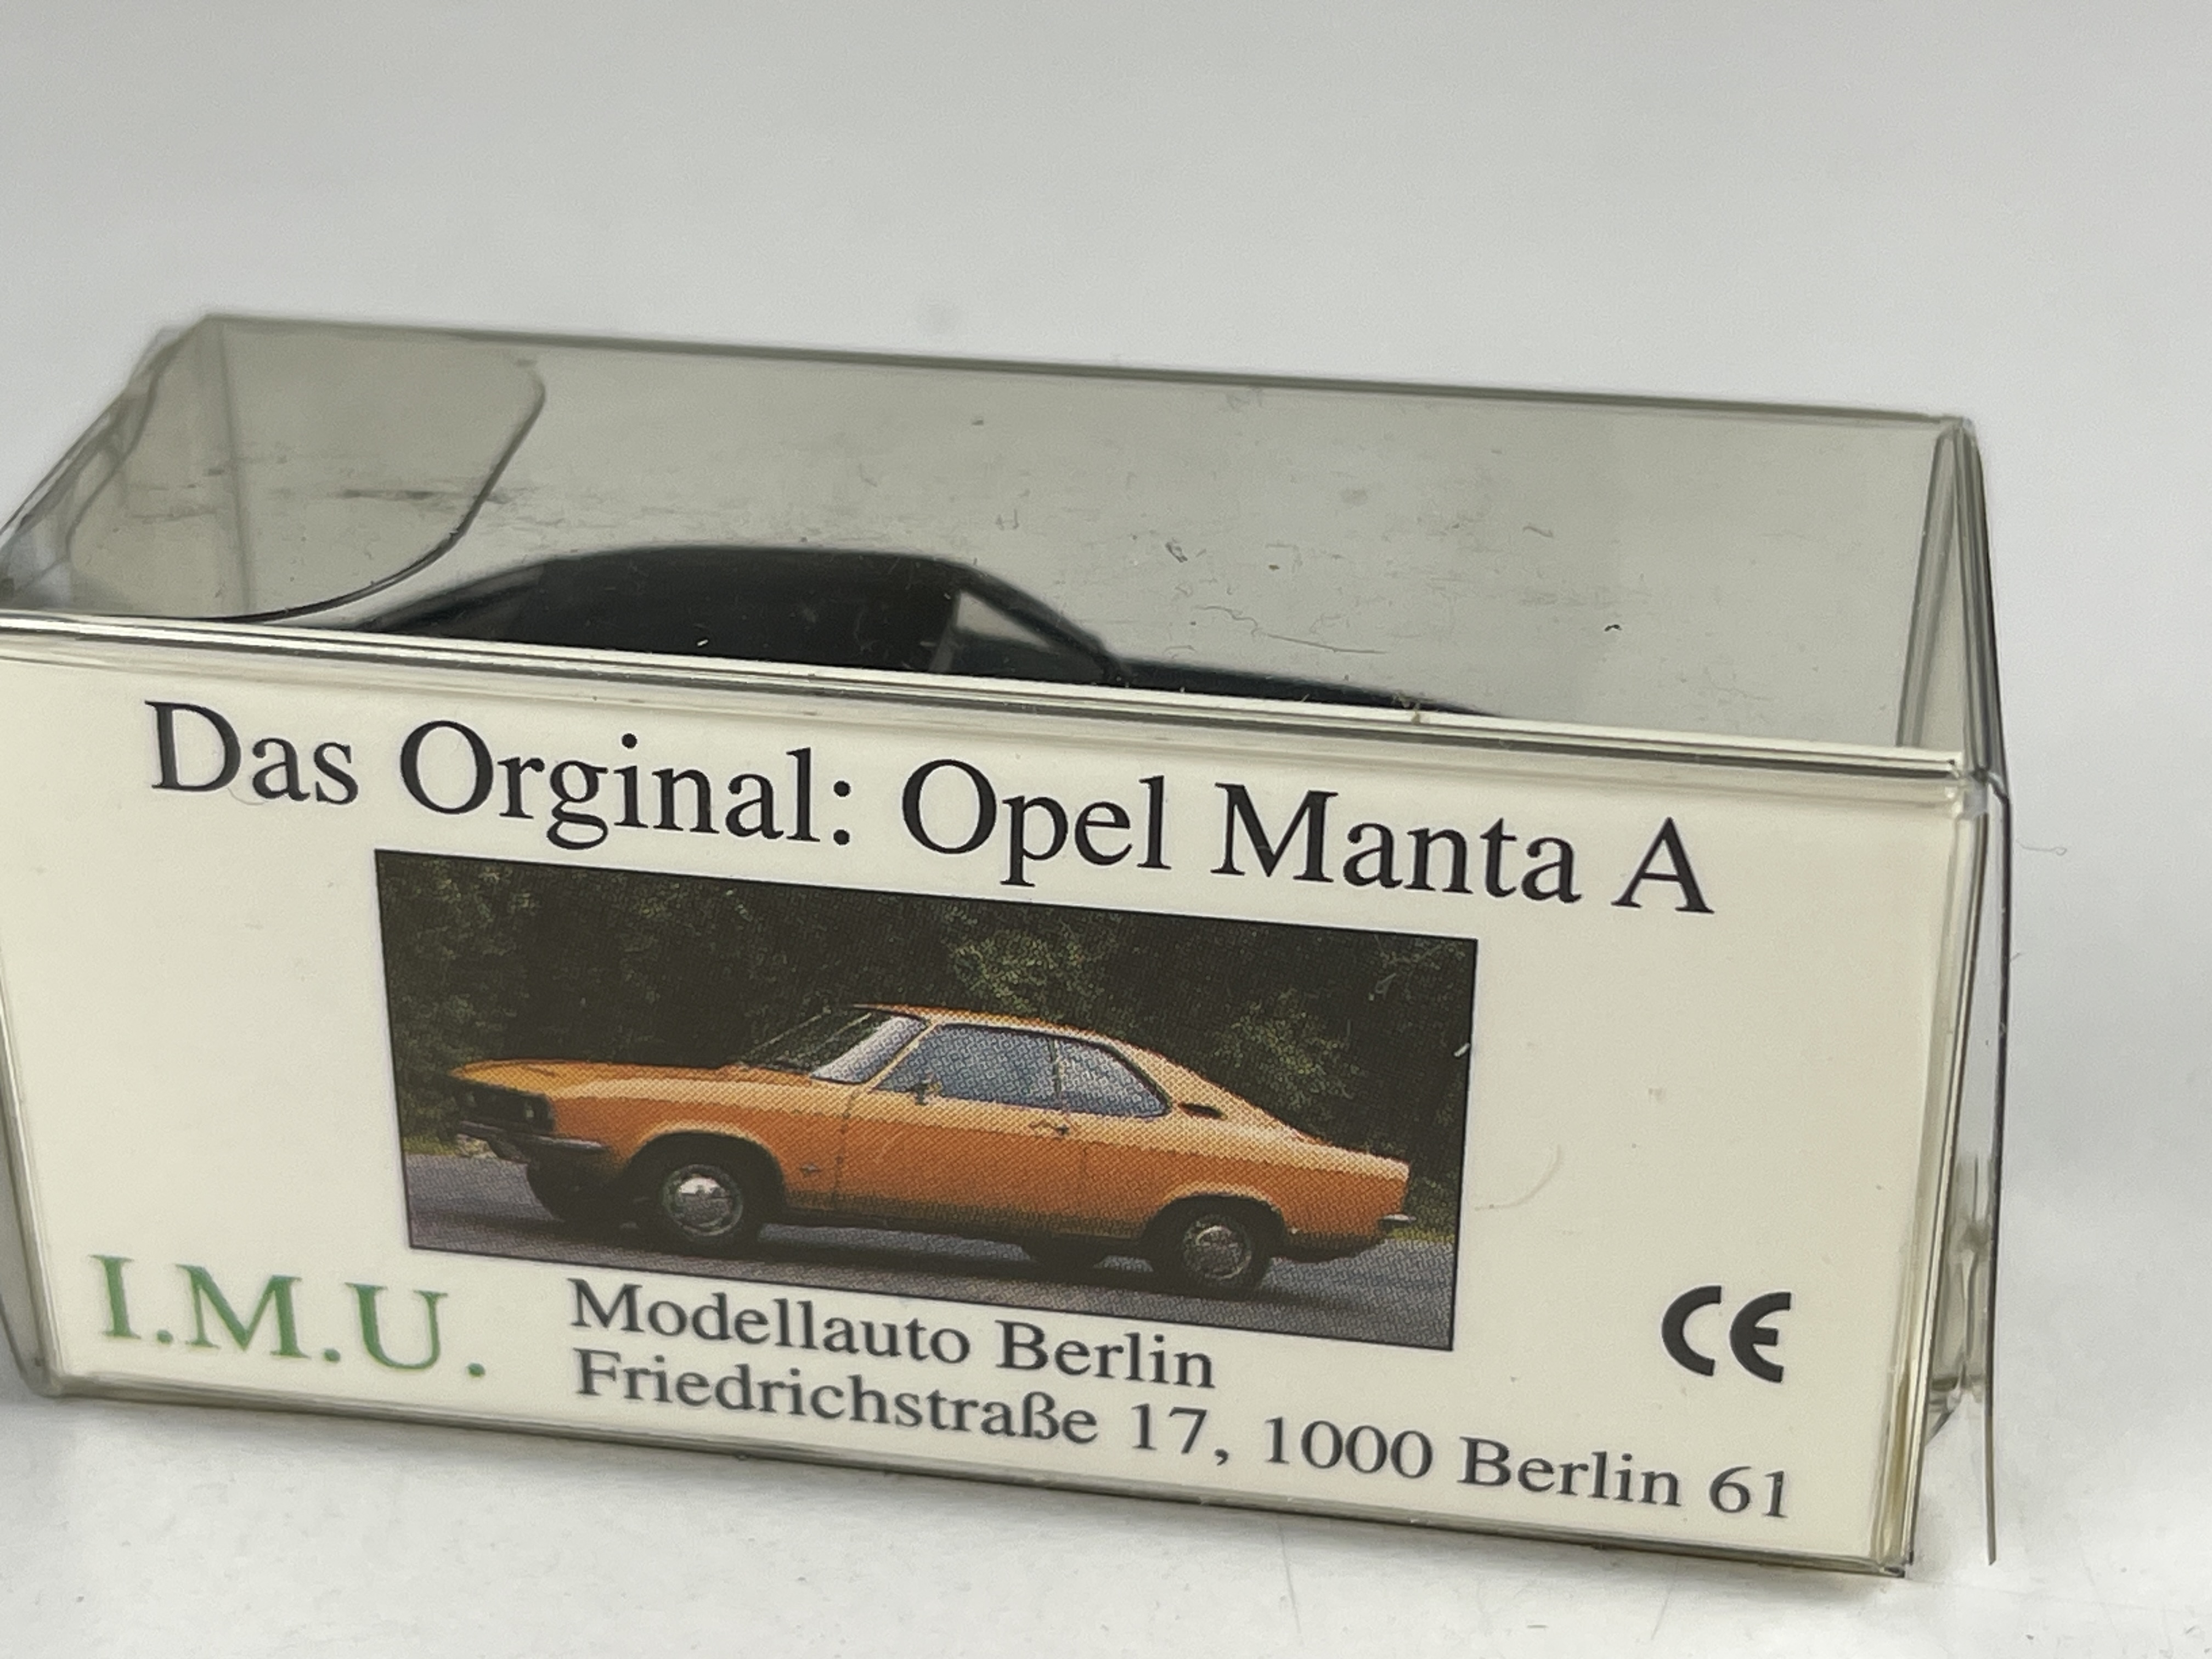 Das Orginal: Opel Manta A
I.M.U.
Modellauto Berlin
Friedrichstraße 17, 1000 Berlin 61
CE